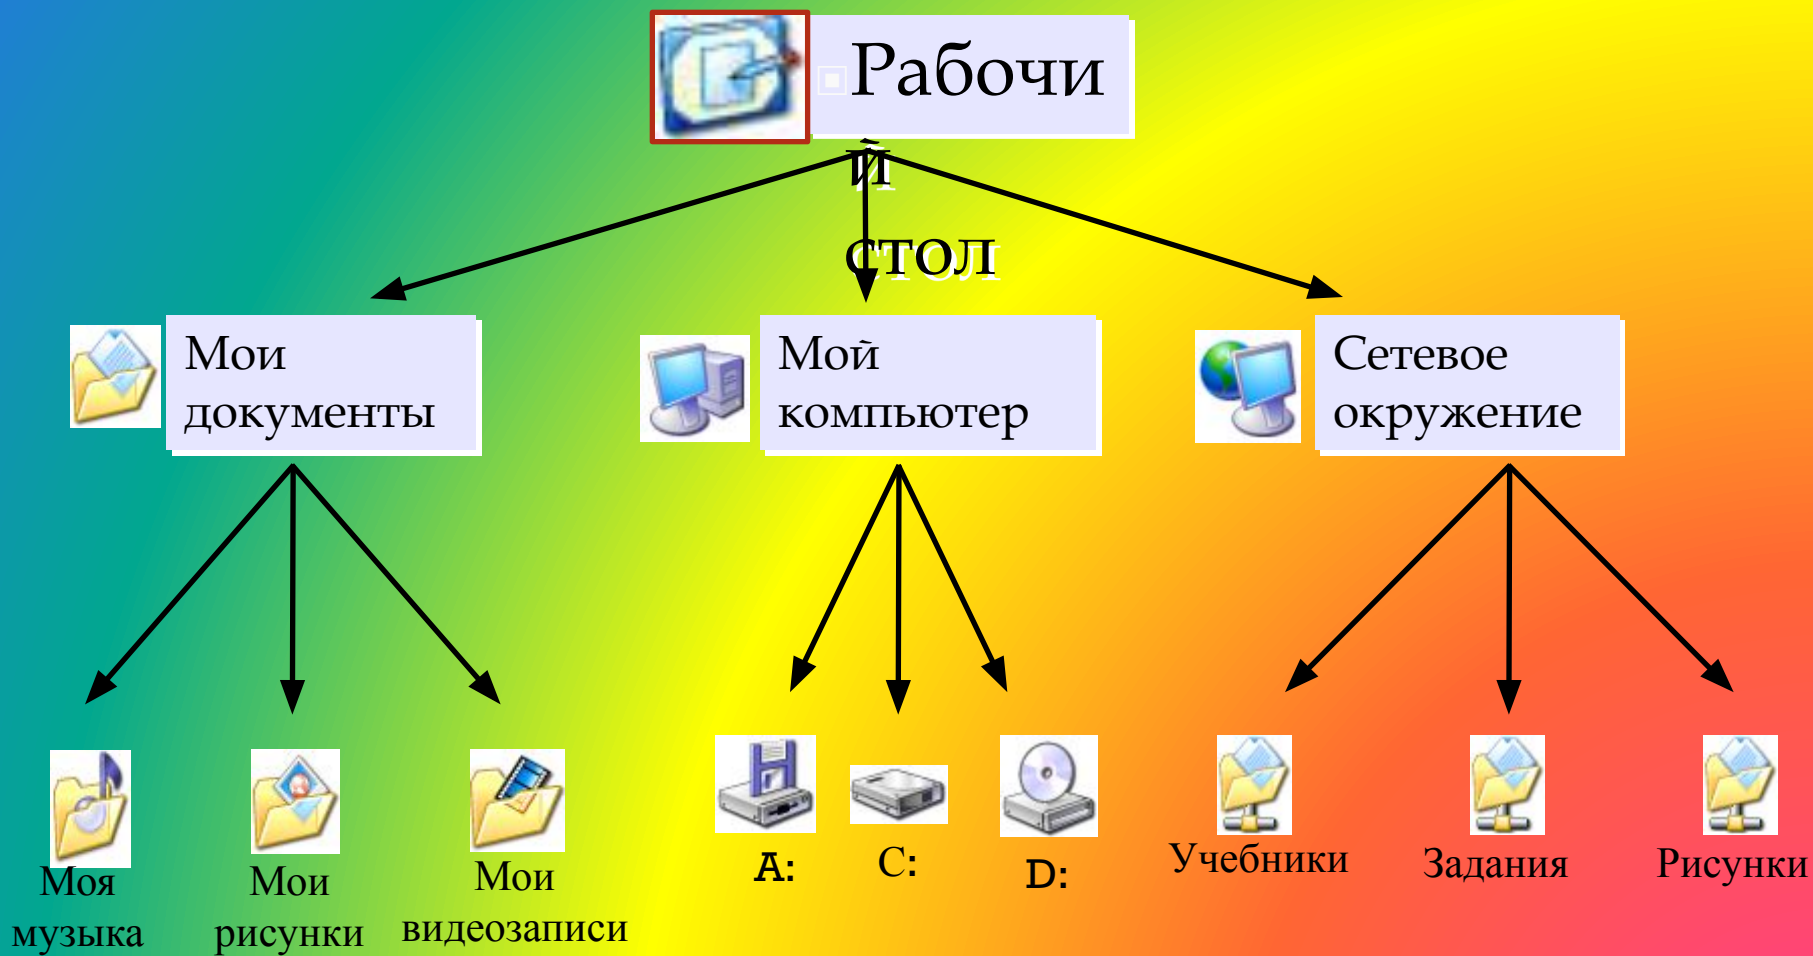 Рабочи
й
стол
Мои
документы
Мой
компьютер
Сетевое
окружение
Моя
музыка
Мои
рисунки
Мои
видеозаписи
A:
C:
D:
Учебники
Задания
Рисунки